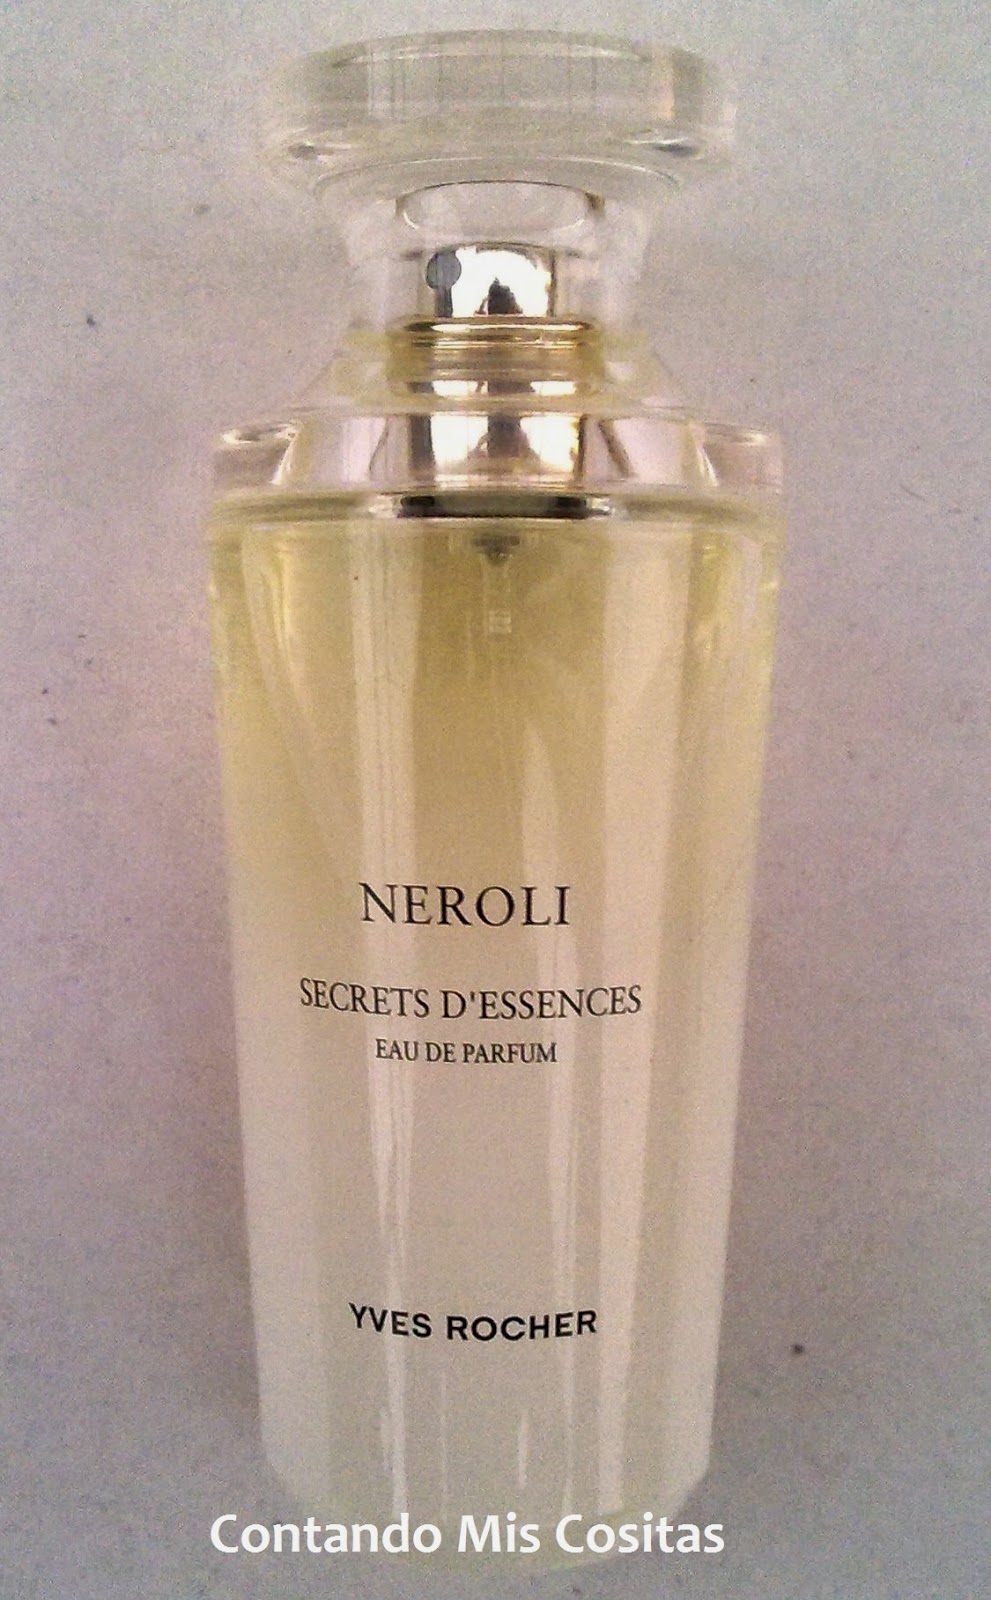 NEROLI
SECRETS D'ESSENCES
EAU DE PARFUM
YVES ROCHER
Contando Mis Cositas